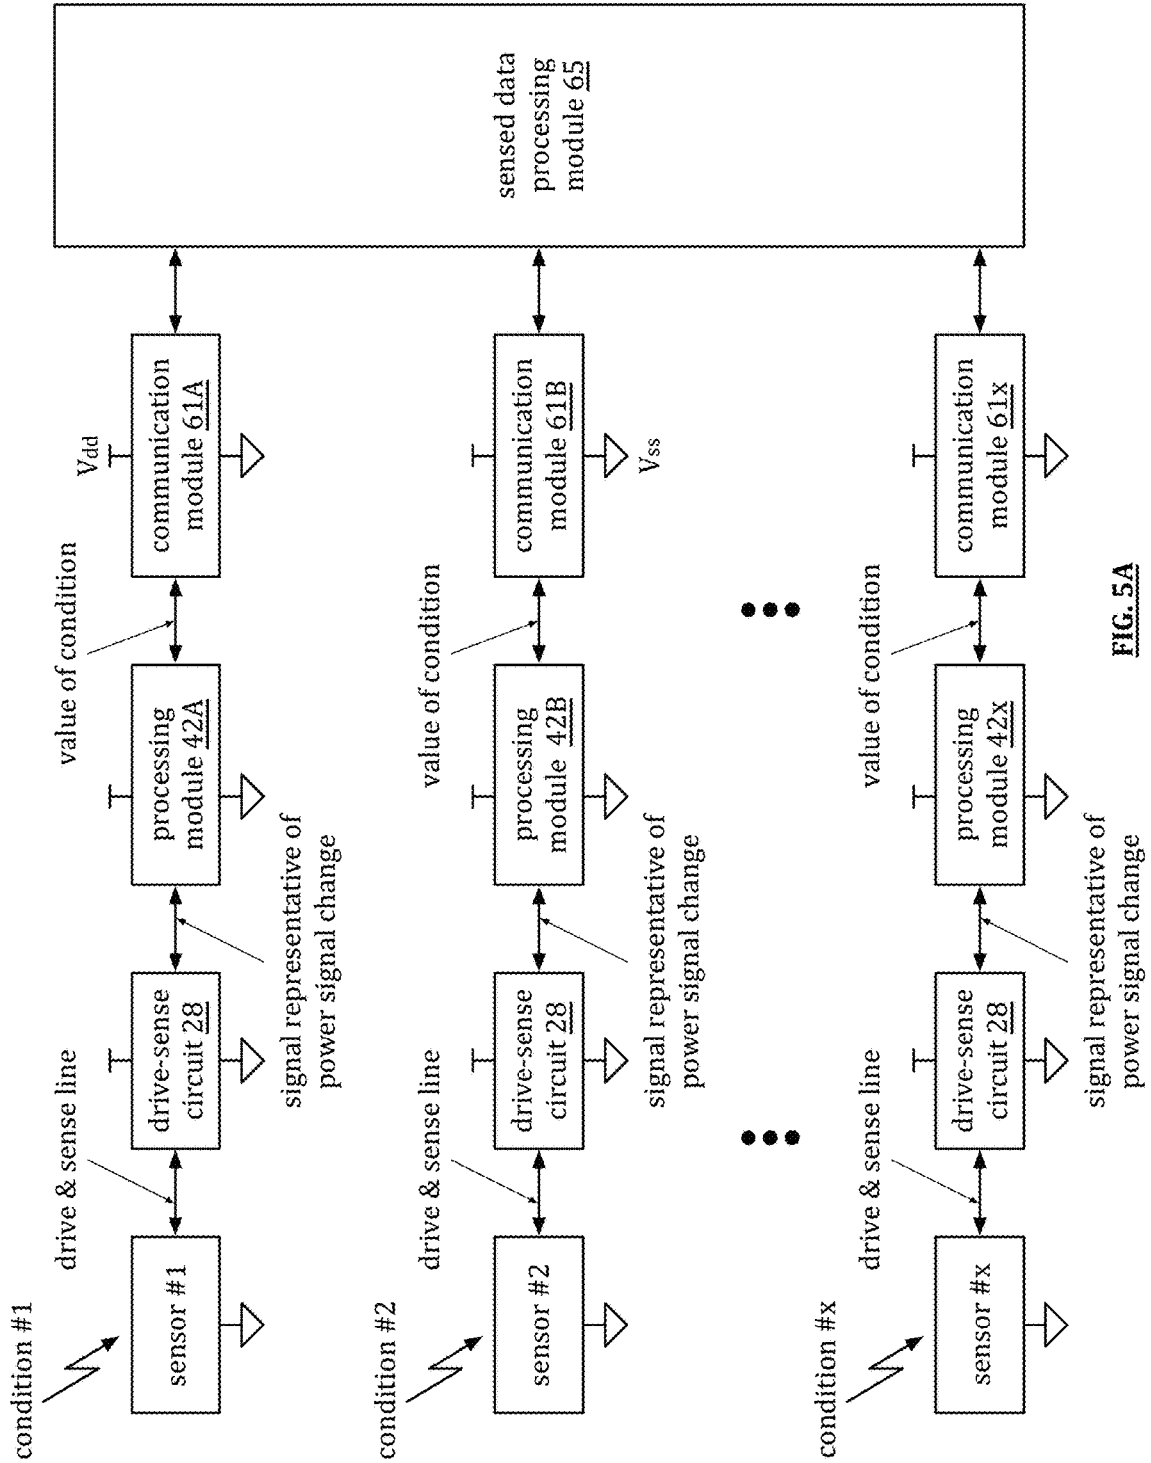 condition #1
drive & sense line
value of condition
Vdd
sensor #1
drive-sense
circuit 28
processing
module 42A
communication
module 61A
signal representative of
power signal change
sensed data
processing
module 65
condition #2
drive & sense line
value of condition
sensor #2
drive-sense
circuit 28
processing
module 42B
communication
module 61B
signal representative of
power signal change
Vss
condition #x
drive & sense line
value of condition
sensor #x
drive-sense
circuit 28
processing
module 42x
communication
module 61x
signal representative of
power signal change
FIG. 5A